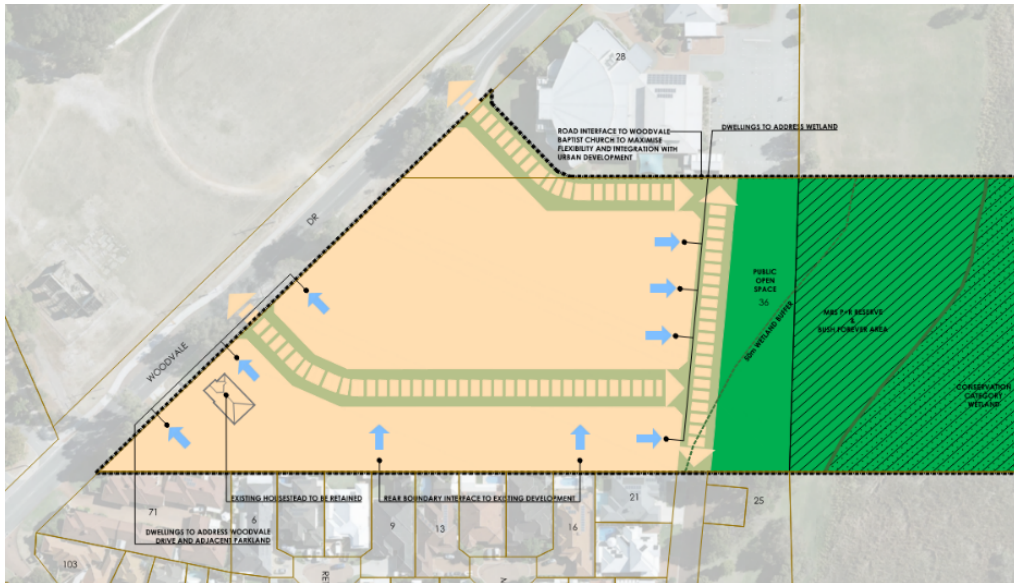 28
ROAD INTERFACE TO WOODVALE
BAPTIST CHURCH TO MAXIMISE
FLEXIBILITY AND INTEGRATION WITH
URBAN DEVELOPMENT
DWELLINGS TO ADDRESS WETLAND
DR
WOODVALE
PUBLIC
OPEN
SPACE
36
50m WETLAND BUFFER
MRS P+R RESERVE
&
BUSH FOREVER AREA
CONSERVATION
CATEGORY
WETLAND
EXISTING HOMESTEAD TO BE RETAINED
REAR BOUNDARY INTERFACE TO EXISTING DEVELOPMENT
DWELLINGS TO ADDRESS WOODVALE
DRIVE AND ADJACENT PARKLAND
71
6
9
13
16
21
25
103
RE